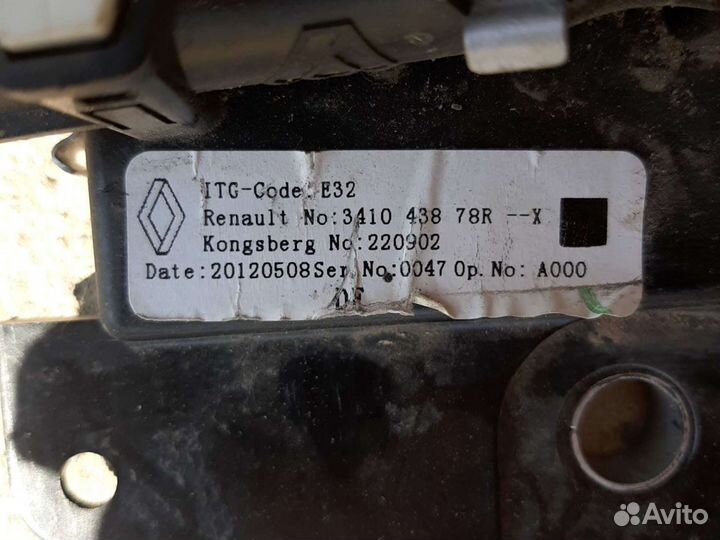 ITG-Code: E32
Renault No:3410 438 78R --X
Kongsberg No:220902
Date:20120508Ser.No:0047 Op.No: A000
DF
Avito